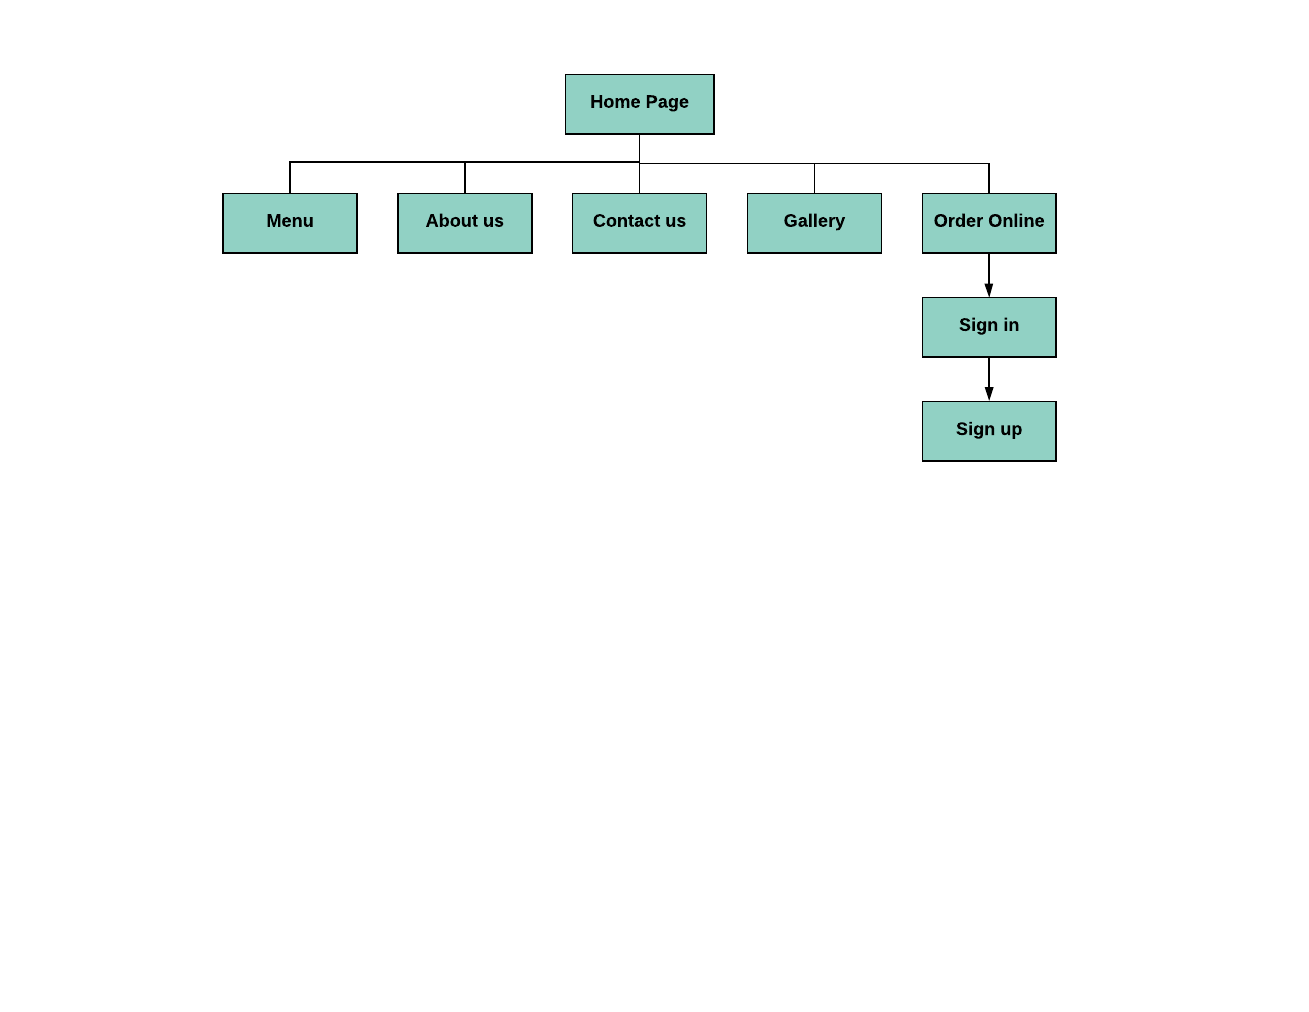 Home Page
Menu
About us
Contact us
Gallery
Order Online
Sign in
Sign up